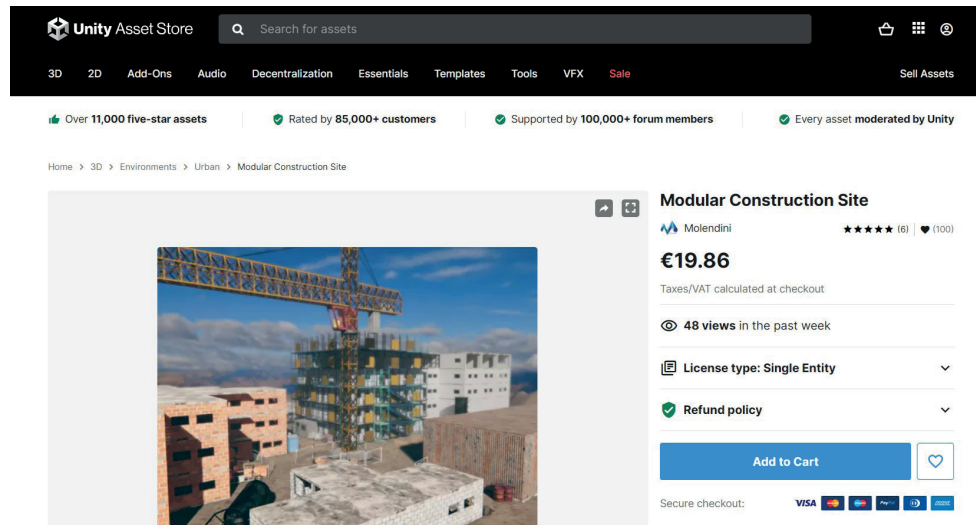 Unity Asset Store
Search for assets
3D 2D Add-Ons Audio Decentralization Essentials Templates Tools VFX Sale Sell Assets
Over 11,000 five-star assets Rated by 85,000+ customers Supported by 100,000+ forum members Every asset moderated by Unity
Home > 3D > Environments > Urban > Modular Construction Site
Modular Construction Site
Molendini ★★★★★ (6) (100)
€19.86
Taxes/VAT calculated at checkout
48 views in the past week
License type: Single Entity
Refund policy
Add to Cart
Secure checkout: VISA PayPal